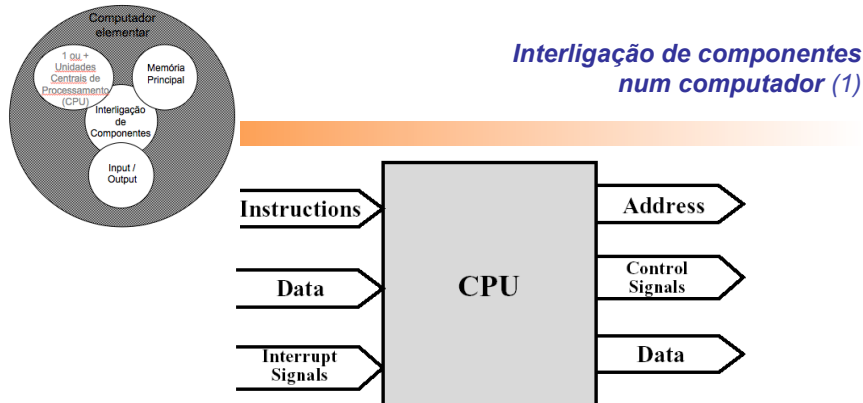 Computador
elementar
1 ou +
Unidades
Centrais de
Processamento
(CPU)
Memória
Principal
Interligação
de
Componentes
Input /
Output
Interligação de componentes
num computador (1)
Instructions
Data
Interrupt
Signals
CPU
Address
Control
Signals
Data